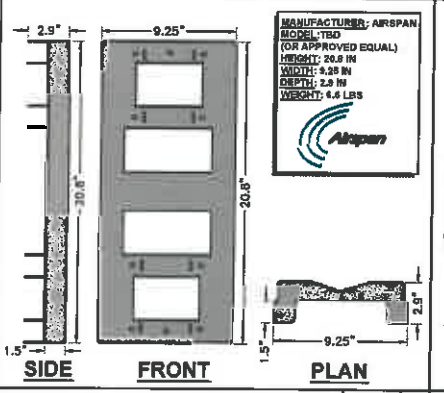 2.9"
9.25"
20.8"
20.8"
1.5"
SIDE
FRONT
MANUFACTURER: AIRSPAN
MODEL: TBD
(OR APPROVED EQUAL)
HEIGHT: 20.8 IN
WIDTH: 9.25 IN
DEPTH: 2.9 IN
WEIGHT: 6.6 LBS
Airspan
2.9"
1.5"
9.25"
PLAN